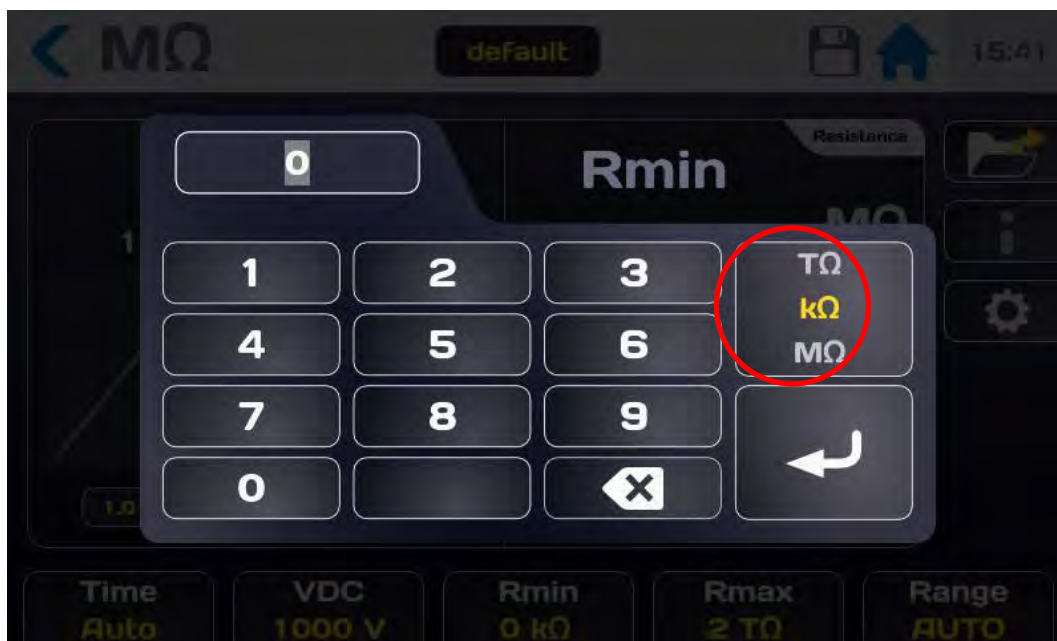 MΩ default 15:41
0
Rmin
Resistance
MΩ
1
1 2 3
TΩ
kΩ
MΩ
4 5 6
7 8 9
0
1.0
Time VDC Rmin Rmax Range
Auto 1000 V 0 kΩ 2 TΩ AUTO